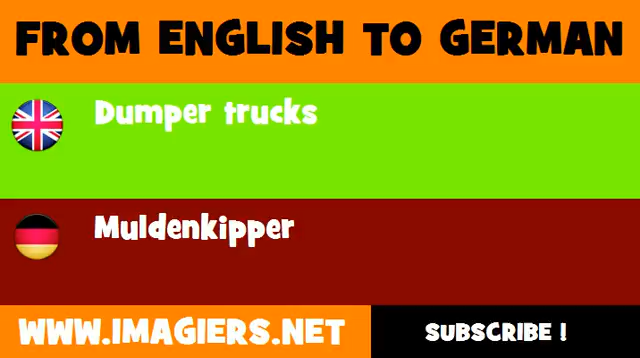 FROM ENGLISH TO GERMAN
Dumper trucks
Muldenkipper
WWW.IMAGIERS.NET
SUBSCRIBE !